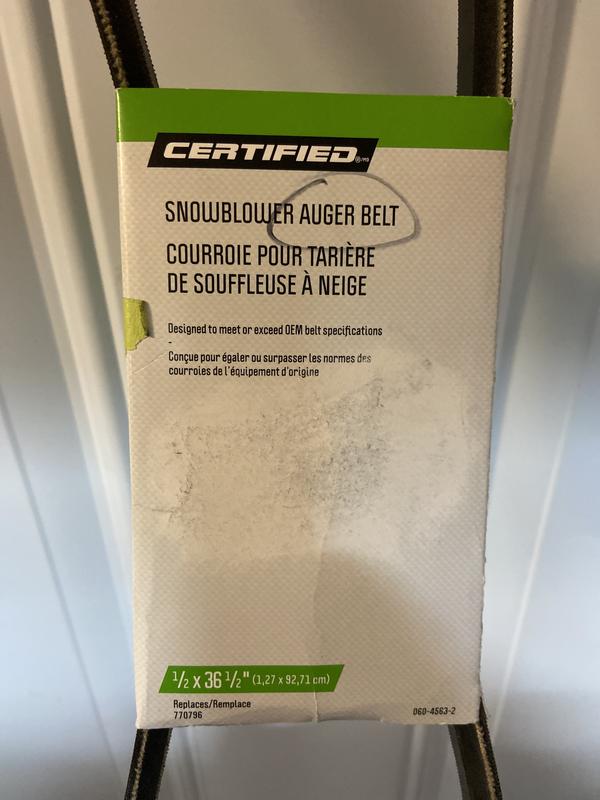 CERTIFIED®/MD
SNOWBLOWER AUGER BELT
COURROIE POUR TARIÈRE
DE SOUFFLEUSE À NEIGE
Designed to meet or exceed OEM belt specifications
-
Conçue pour égaler ou surpasser les normes des
courroies de l'équipement d'origine
1/2 x 36 1/2" (1,27 x 92,71 cm)
Replaces/Remplace
770796
060-4563-2